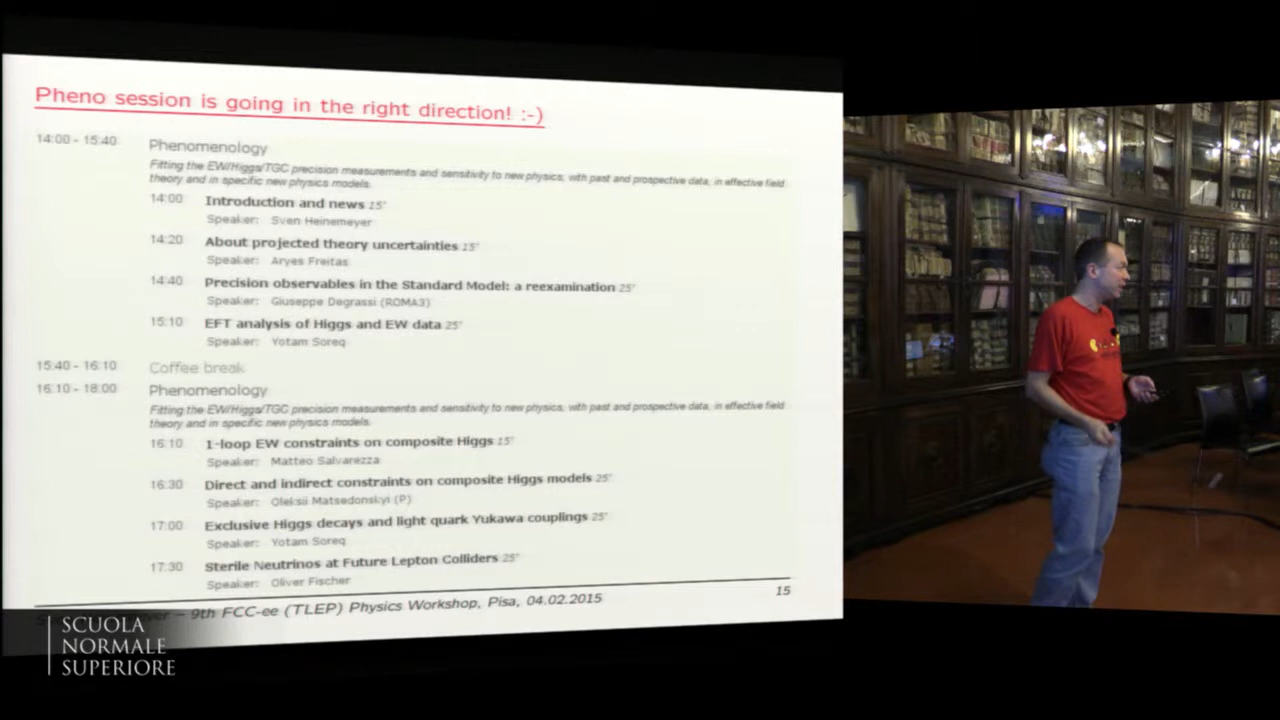 Pheno session is going in the right direction! :-)
14:00 - 15:40 Phenomenology
Fitting the EW/Higgs/TGC precision measurements and sensitivity to new physics, with past and prospective data, in effective field
theory and in specific new physics models.
14:00 Introduction and news 15'
Speaker: Sven Heinemeyer
14:20 About projected theory uncertainties 15'
Speaker: Aryes Freitas
14:40 Precision observables in the Standard Model: a reexamination 25'
Speaker: Giuseppe Degrassi (ROMA3)
15:10 EFT analysis of Higgs and EW data 25'
Speaker: Yotam Soreq
15:40 - 16:10 Coffee break
16:10 - 18:00 Phenomenology
Fitting the EW/Higgs/TGC precision measurements and sensitivity to new physics, with past and prospective data, in effective field
theory and in specific new physics models.
16:10 1-loop EW constraints on composite Higgs 15'
Speaker: Matteo Salvarezza
16:30 Direct and indirect constraints on composite Higgs models 25'
Speaker: Oleksii Matsedonskyi (P)
17:00 Exclusive Higgs decays and light quark Yukawa couplings 25'
Speaker: Yotam Soreq
17:30 Sterile Neutrinos at Future Lepton Colliders 25'
Speaker: Oliver Fischer
– 9th FCC-ee (TLEP) Physics Workshop, Pisa, 04.02.2015 15
SCUOLA
NORMALE
SUPERIORE